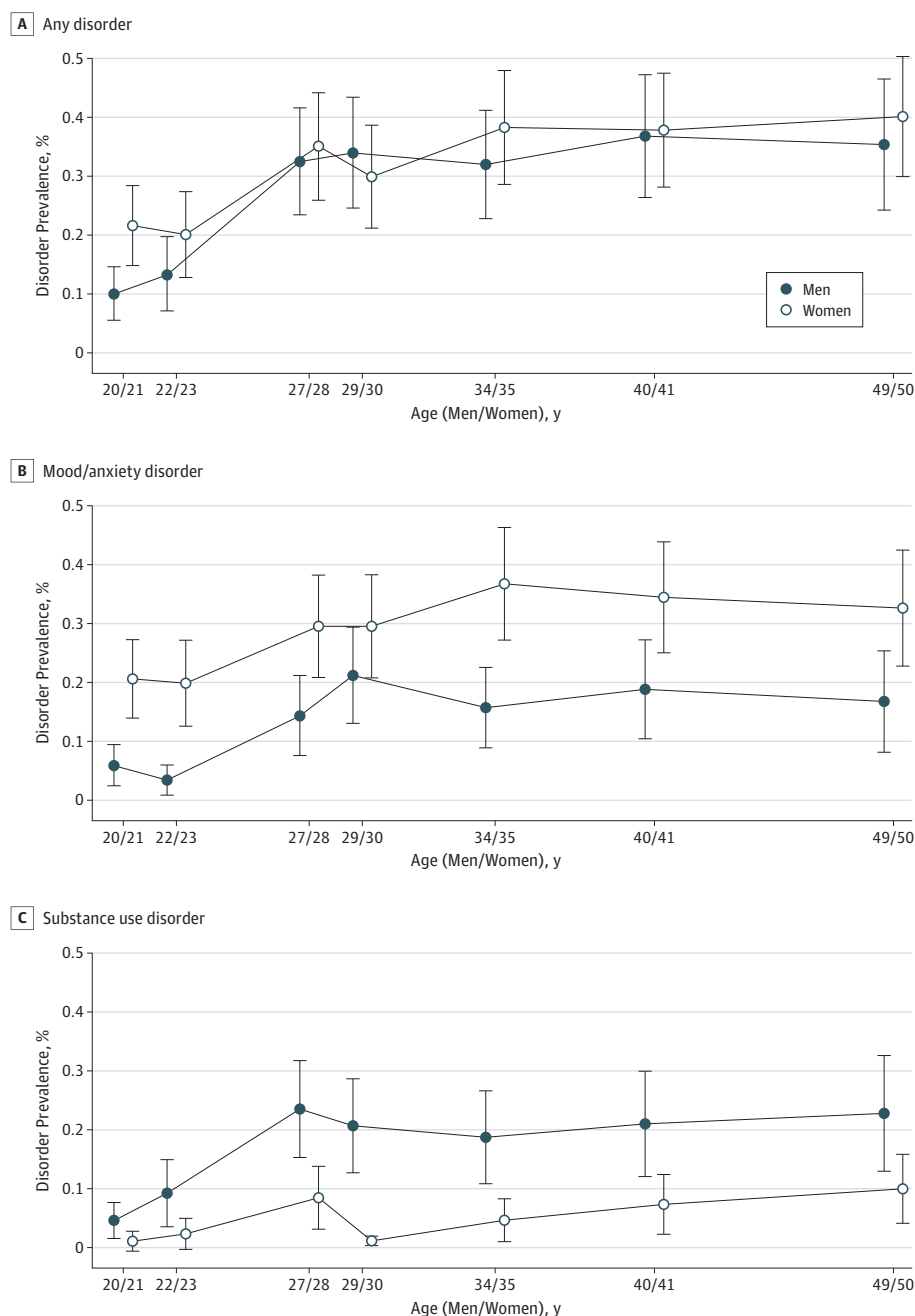 A Any disorder
0.5
0.4
0.3
0.2
0.1
0
Disorder Prevalence, %
Men
Women
20/21 22/23 27/28 29/30 34/35 40/41 49/50
Age (Men/Women), y
B Mood/anxiety disorder
0.5
0.4
0.3
0.2
0.1
0
Disorder Prevalence, %
20/21 22/23 27/28 29/30 34/35 40/41 49/50
Age (Men/Women), y
C Substance use disorder
0.5
0.4
0.3
0.2
0.1
0
Disorder Prevalence, %
20/21 22/23 27/28 29/30 34/35 40/41 49/50
Age (Men/Women), y